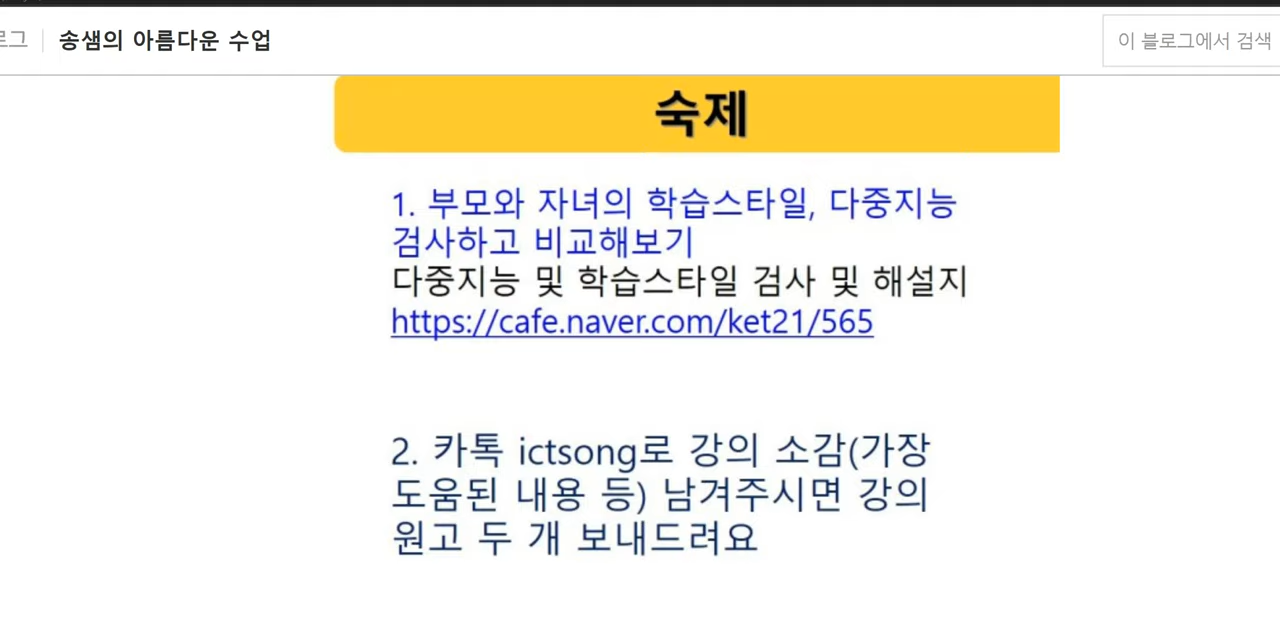 로그
송샘의 아름다운 수업
이 블로그에서 검색
숙제
1. 부모와 자녀의 학습스타일, 다중지능
검사하고 비교해보기
다중지능 및 학습스타일 검사 및 해설지
https://cafe.naver.com/ket21/565
2. 카톡 ictsong로 강의 소감(가장
도움된 내용 등) 남겨주시면 강의
원고 두 개 보내드려요